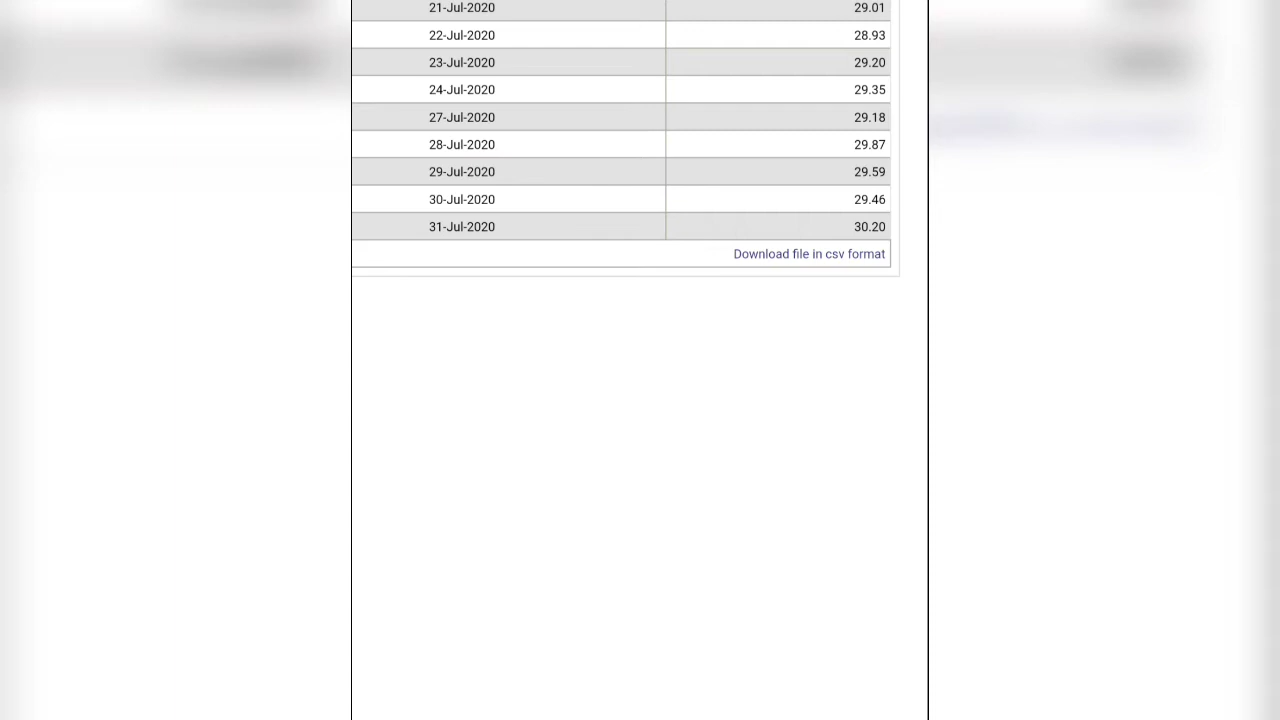 21-Jul-2020 29.01
22-Jul-2020 28.93
23-Jul-2020 29.20
24-Jul-2020 29.35
27-Jul-2020 29.18
28-Jul-2020 29.87
29-Jul-2020 29.59
30-Jul-2020 29.46
31-Jul-2020 30.20
Download file in csv format